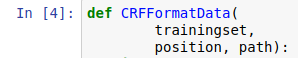 In [4]: def CRFFormatData(
trainingset,
position, path):